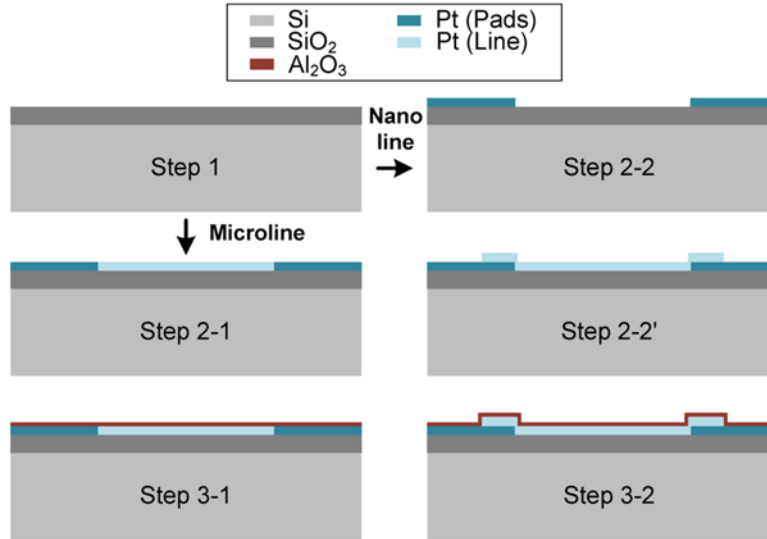 Si
Pt (Pads)
SiO₂
Pt (Line)
Al₂O₃
Nano
line
Step 1
Step 2-2
Microline
Step 2-1
Step 2-2'
Step 3-1
Step 3-2